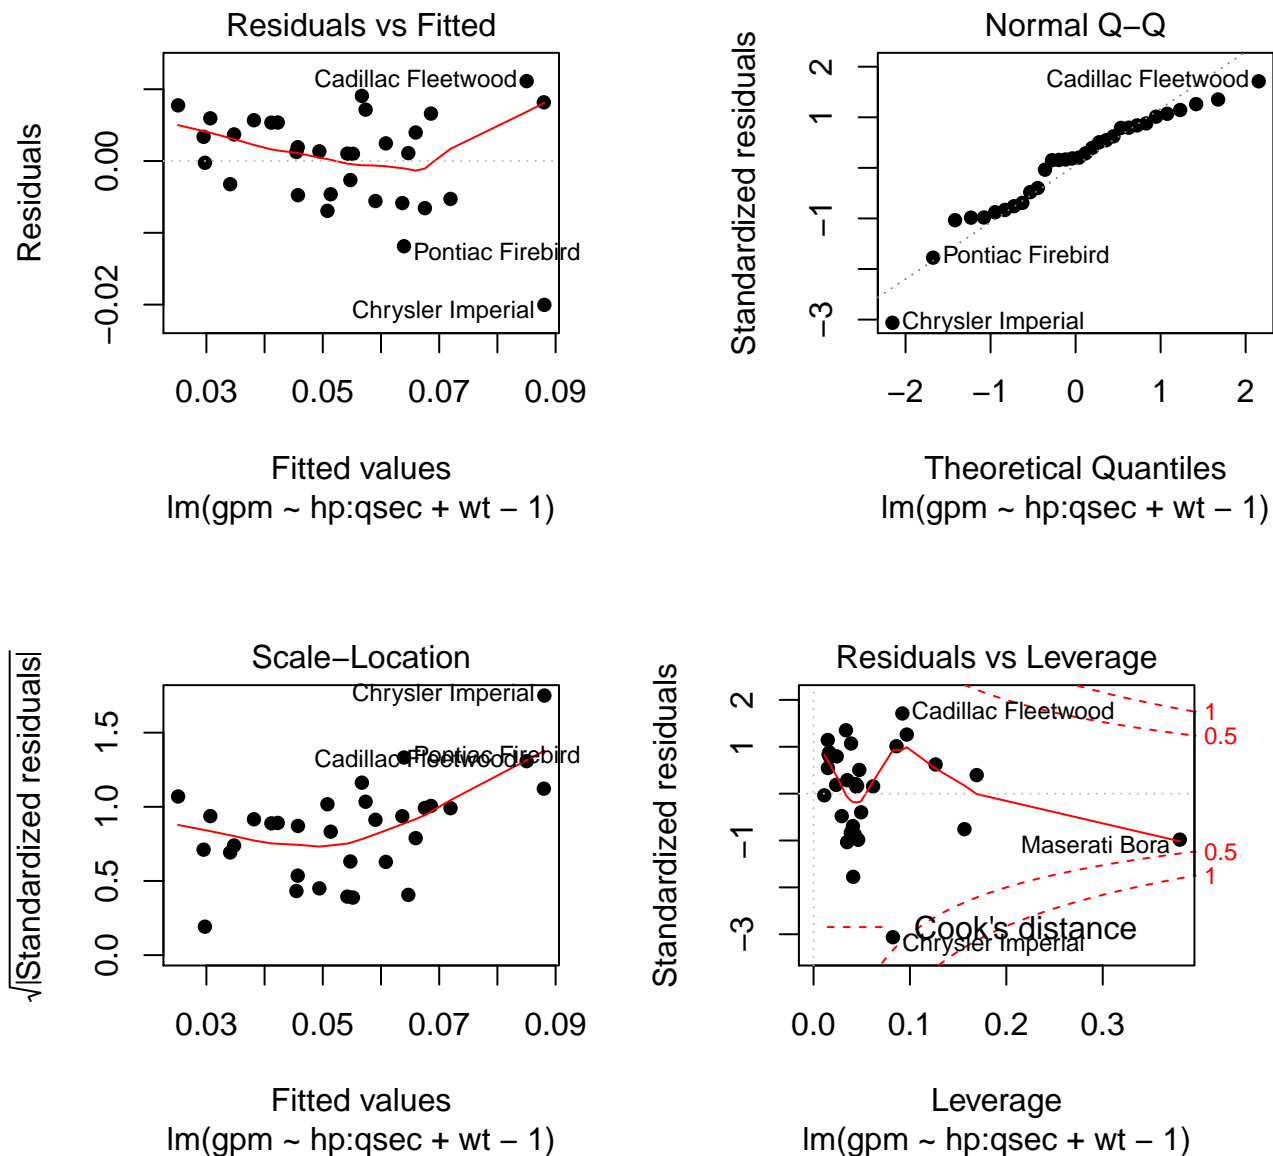 Residuals vs Fitted
Residuals
0.00
−0.02
Cadillac Fleetwood
Pontiac Firebird
Chrysler Imperial
0.03 0.05 0.07 0.09
Fitted values
lm(gpm ~ hp:qsec + wt − 1)
Normal Q−Q
Standardized residuals
2
1
−1
−3
Cadillac Fleetwood
Pontiac Firebird
Chrysler Imperial
−2 −1 0 1 2
Theoretical Quantiles
lm(gpm ~ hp:qsec + wt − 1)
Scale−Location
√|Standardized residuals|
1.5
1.0
0.5
0.0
Chrysler Imperial
Cadillac Fleetwood
Pontiac Firebird
0.03 0.05 0.07 0.09
Fitted values
lm(gpm ~ hp:qsec + wt − 1)
Residuals vs Leverage
Standardized residuals
2
1
−1
−3
Cadillac Fleetwood
1
0.5
Maserati Bora
0.5
1
Cook's distance
Chrysler Imperial
0.0 0.1 0.2 0.3
Leverage
lm(gpm ~ hp:qsec + wt − 1)